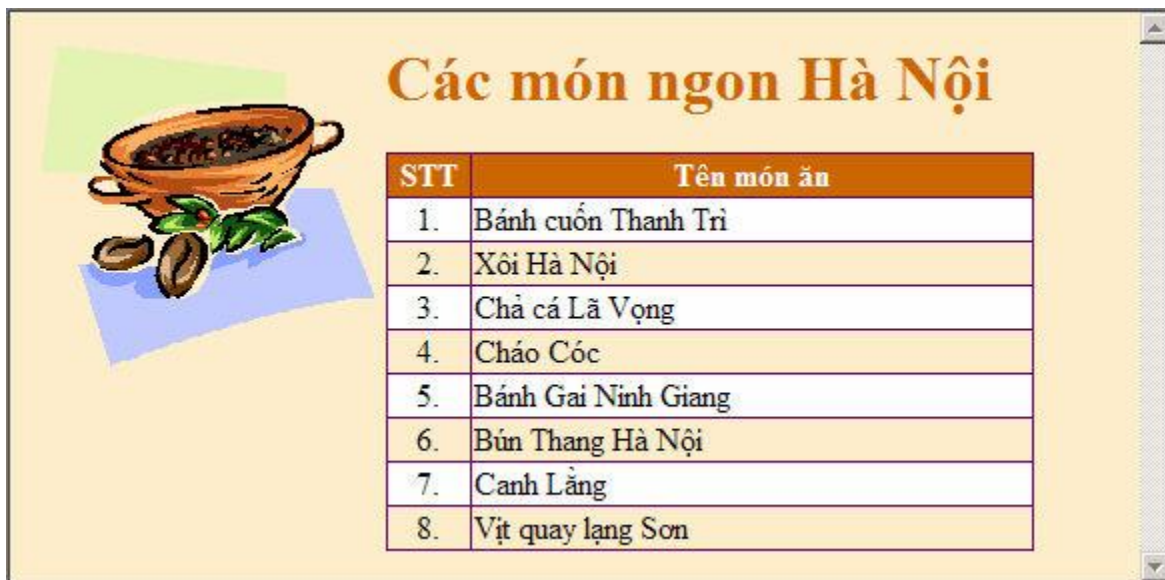 Các món ngon Hà Nội
STT Tên món ăn
1. Bánh cuốn Thanh Trì
2. Xôi Hà Nội
3. Chả cá Lã Vọng
4. Cháo Cóc
5. Bánh Gai Ninh Giang
6. Bún Thang Hà Nội
7. Canh Lằng
8. Vịt quay lạng Sơn